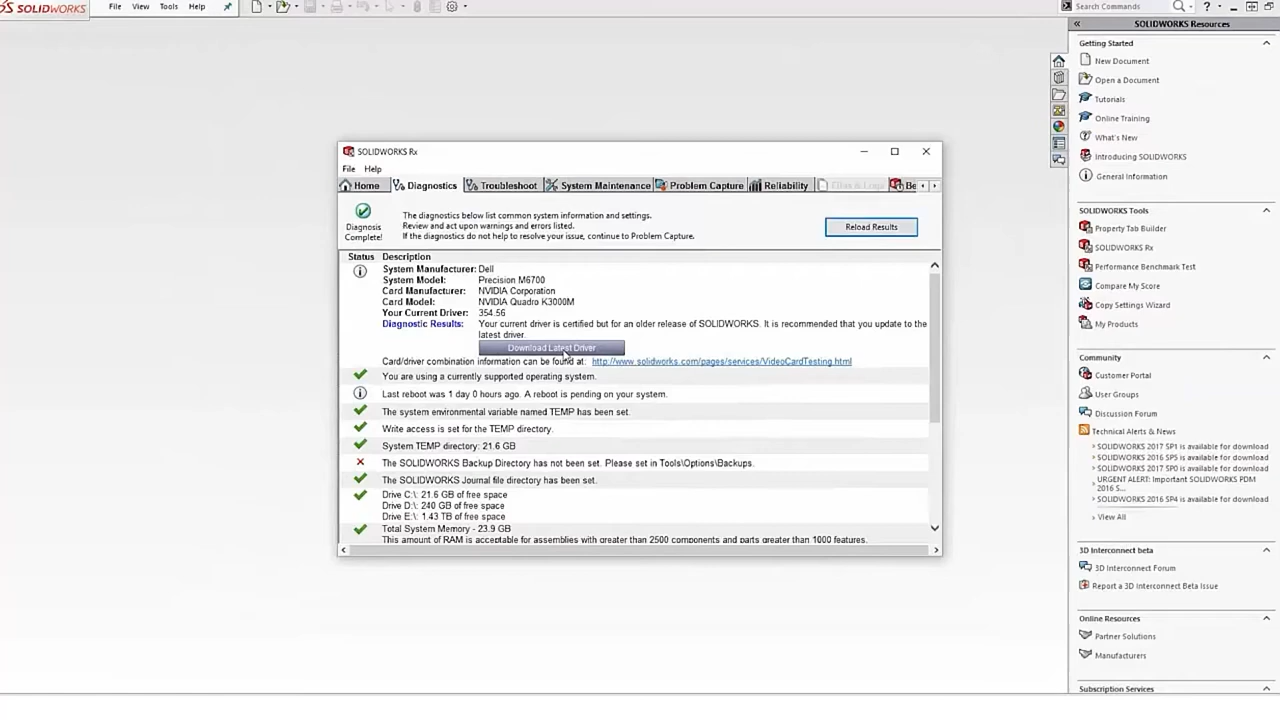 SOLIDWORKS
File View Tools Help
Search Commands
SOLIDWORKS Resources
Getting Started
New Document
Open a Document
Tutorials
Online Training
What's New
Introducing SOLIDWORKS
General Information
SOLIDWORKS Tools
Property Tab Builder
SOLIDWORKS Rx
Performance Benchmark Test
Compare My Score
Copy Settings Wizard
My Products
Community
Customer Portal
User Groups
Discussion Forum
Technical Alerts & News
SOLIDWORKS 2017 SP1 is available for download
SOLIDWORKS 2016 SP5 is available for download
SOLIDWORKS 2017 SP0 is available for download
URGENT ALERT: Important SOLIDWORKS PDM
2016 S...
SOLIDWORKS 2016 SP4 is available for download
View All
3D Interconnect beta
3D Interconnect Forum
Report a 3D Interconnect Beta Issue
Online Resources
Partner Solutions
Manufacturers
Subscription Services
SOLIDWORKS Rx
File Help
Home Diagnostics Troubleshoot System Maintenance Problem Capture Reliability Files & Logs Be
Diagnosis
Complete!
The diagnostics below list common system information and settings.
Review and act upon warnings and errors listed.
If the diagnostics do not help to resolve your issue, continue to Problem Capture.
Reload Results
Status Description
System Manufacturer: Dell
System Model: Precision M6700
Card Manufacturer: NVIDIA Corporation
Card Model: NVIDIA Quadro K3000M
Your Current Driver: 354.56
Diagnostic Results: Your current driver is certified but for an older release of SOLIDWORKS. It is recommended that you update to the
latest driver.
Download Latest Driver
Card/driver combination information can be found at: http://www.solidworks.com/pages/services/VideoCardTesting.html
You are using a currently supported operating system.
Last reboot was 1 day 0 hours ago. A reboot is pending on your system.
The system environmental variable named TEMP has been set.
Write access is set for the TEMP directory.
System TEMP directory: 21.6 GB
The SOLIDWORKS Backup Directory has not been set. Please set in Tools\Options\Backups.
The SOLIDWORKS Journal file directory has been set.
Drive C:\: 21.6 GB of free space
Drive D:\: 240 GB of free space
Drive E:\: 1.43 TB of free space
Total System Memory - 23.9 GB
This amount of RAM is acceptable for assemblies with greater than 2500 components and parts greater than 1000 features.